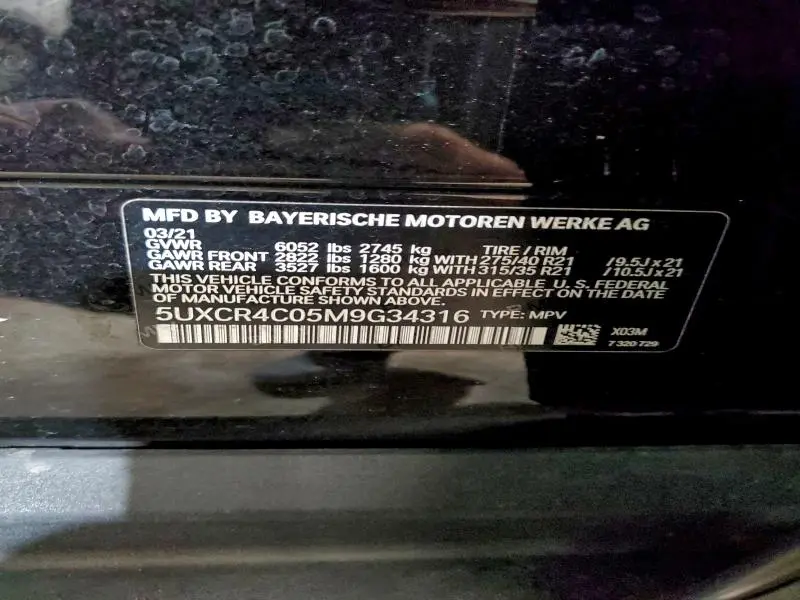 MFD BY BAYERISCHE MOTOREN WERKE AG
03/21
GVWR 6052 lbs 2745 kg TIRE / RIM
GAWR FRONT 2822 lbs 1280 kg WITH 275/40 R21 / 9.5J x 21
GAWR REAR 3527 lbs 1600 kg WITH 315/35 R21 / 10.5J x 21
THIS VEHICLE CONFORMS TO ALL APPLICABLE, U. S. FEDERAL
MOTOR VEHICLE SAFETY STANDARDS IN EFFECT ON THE DATE
OF MANUFACTURE SHOWN ABOVE.
5UXCR4C05M9G34316 TYPE: MPV
X03M
7 320 729